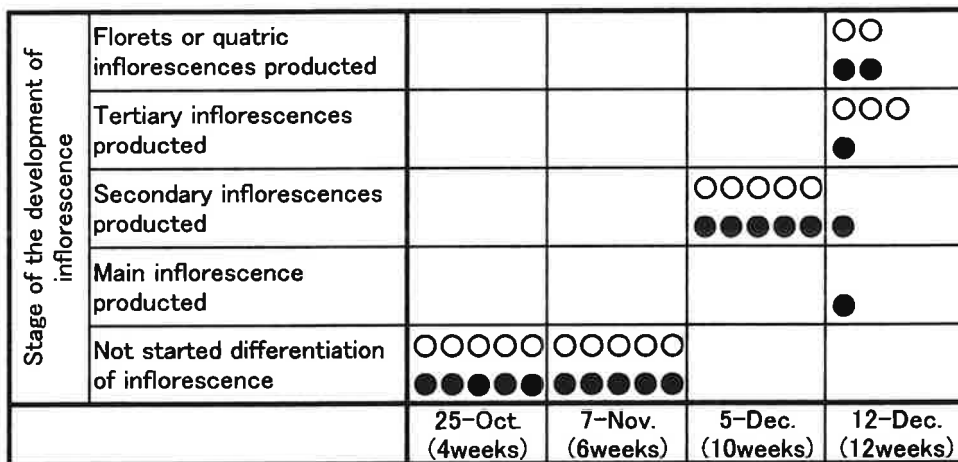 Stage of the development of
inflorescence
Florets or quatric
inflorescences producted
Tertiary inflorescences
producted
Secondary inflorescences
producted
Main inflorescence
producted
Not started differentiation
of inflorescence
25-Oct. 7-Nov. 5-Dec. 12-Dec.
(4weeks) (6weeks) (10weeks) (12weeks)